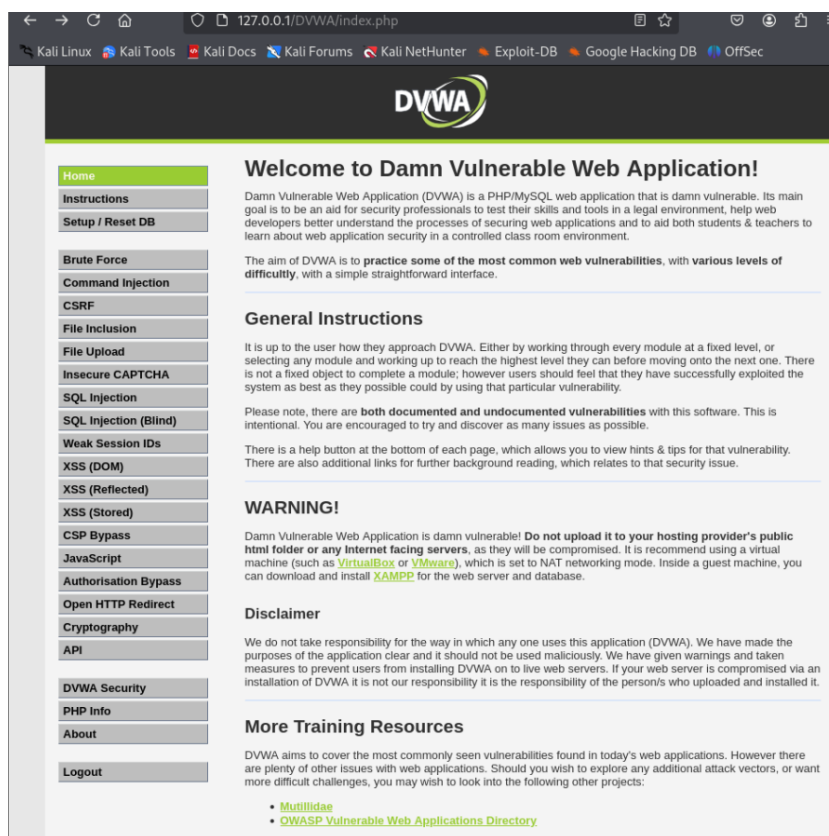 127.0.0.1/DVWA/index.php
Kali Linux Kali Tools Kali Docs Kali Forums Kali NetHunter Exploit-DB Google Hacking DB OffSec
DVWA
Home
Instructions
Setup / Reset DB
Brute Force
Command Injection
CSRF
File Inclusion
File Upload
Insecure CAPTCHA
SQL Injection
SQL Injection (Blind)
Weak Session IDs
XSS (DOM)
XSS (Reflected)
XSS (Stored)
CSP Bypass
JavaScript
Authorisation Bypass
Open HTTP Redirect
Cryptography
API
DVWA Security
PHP Info
About
Logout
Welcome to Damn Vulnerable Web Application!
Damn Vulnerable Web Application (DVWA) is a PHP/MySQL web application that is damn vulnerable. Its main
goal is to be an aid for security professionals to test their skills and tools in a legal environment, help web
developers better understand the processes of securing web applications and to aid both students & teachers to
learn about web application security in a controlled class room environment.
The aim of DVWA is to practice some of the most common web vulnerabilities, with various levels of
difficultly, with a simple straightforward interface.
General Instructions
It is up to the user how they approach DVWA. Either by working through every module at a fixed level, or
selecting any module and working up to reach the highest level they can before moving onto the next one. There
is not a fixed object to complete a module; however users should feel that they have successfully exploited the
system as best as they possible could by using that particular vulnerability.
Please note, there are both documented and undocumented vulnerabilities with this software. This is
intentional. You are encouraged to try and discover as many issues as possible.
There is a help button at the bottom of each page, which allows you to view hints & tips for that vulnerability.
There are also additional links for further background reading, which relates to that security issue.
WARNING!
Damn Vulnerable Web Application is damn vulnerable! Do not upload it to your hosting provider's public
html folder or any Internet facing servers, as they will be compromised. It is recommend using a virtual
machine (such as VirtualBox or VMware), which is set to NAT networking mode. Inside a guest machine, you
can download and install XAMPP for the web server and database.
Disclaimer
We do not take responsibility for the way in which any one uses this application (DVWA). We have made the
purposes of the application clear and it should not be used maliciously. We have given warnings and taken
measures to prevent users from installing DVWA on to live web servers. If your web server is compromised via an
installation of DVWA it is not our responsibility it is the responsibility of the person/s who uploaded and installed it.
More Training Resources
DVWA aims to cover the most commonly seen vulnerabilities found in today's web applications. However there
are plenty of other issues with web applications. Should you wish to explore any additional attack vectors, or want
more difficult challenges, you may wish to look into the following other projects:
Mutillidae
OWASP Vulnerable Web Applications Directory